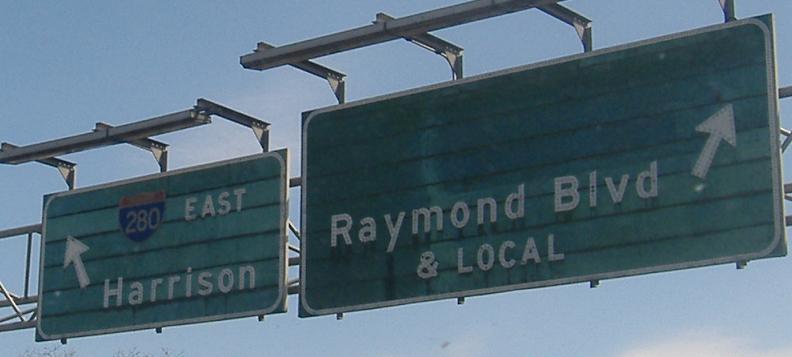 280 EAST
Harrison
Raymond Blvd
& LOCAL